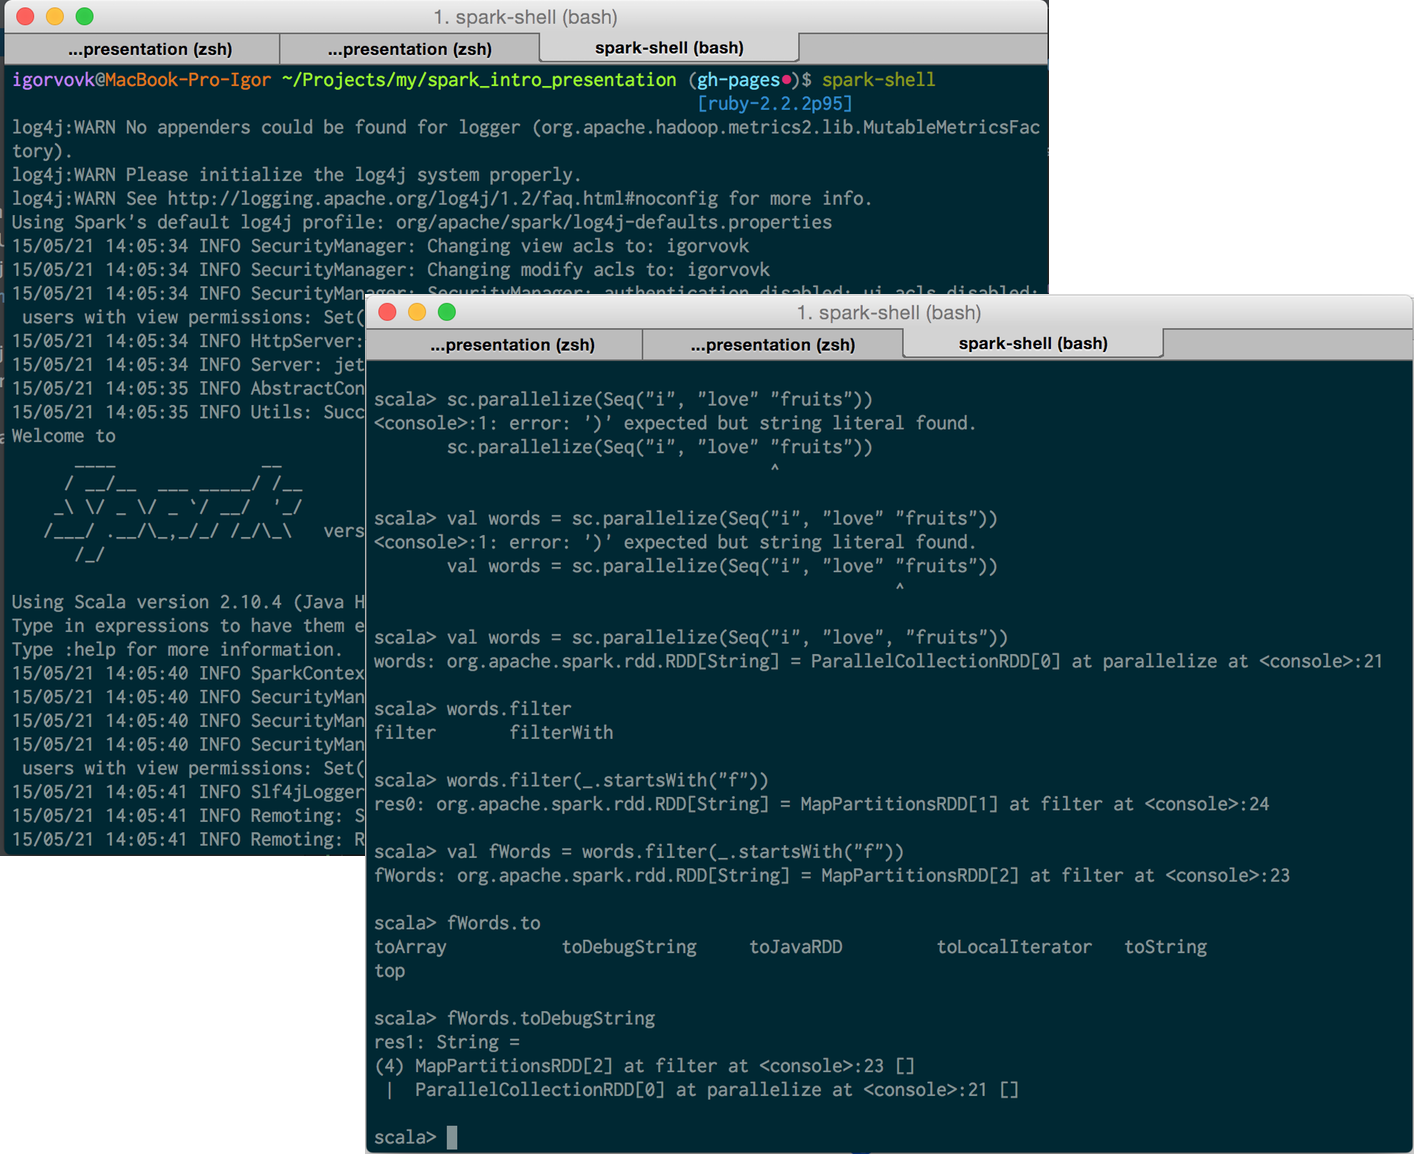 1. spark-shell (bash)
...presentation (zsh) ...presentation (zsh) spark-shell (bash)
igorvovk@MacBook-Pro-Igor ~/Projects/my/spark_intro_presentation (gh-pages●)$ spark-shell
[ruby-2.2.2p95]
log4j:WARN No appenders could be found for logger (org.apache.hadoop.metrics2.lib.MutableMetricsFac
tory).
log4j:WARN Please initialize the log4j system properly.
log4j:WARN See http://logging.apache.org/log4j/1.2/faq.html#noconfig for more info.
Using Spark's default log4j profile: org/apache/spark/log4j-defaults.properties
15/05/21 14:05:34 INFO SecurityManager: Changing view acls to: igorvovk
15/05/21 14:05:34 INFO SecurityManager: Changing modify acls to: igorvovk
15/05/21 14:05:34 INFO SecurityManager: SecurityManager: authentication disabled; ui acls disabled;
users with view permissions: Set(
15/05/21 14:05:34 INFO HttpServer:
15/05/21 14:05:34 INFO Server: jet
15/05/21 14:05:35 INFO AbstractCon
15/05/21 14:05:35 INFO Utils: Succ
Welcome to
      ____              __
     / __/__  ___ _____/ /__
    _\ \/ _ \/ _ `/ __/  '_/
   /___/ .__/\_,_/_/ /_/\_\   vers
      /_/
Using Scala version 2.10.4 (Java H
Type in expressions to have them e
Type :help for more information.
15/05/21 14:05:40 INFO SparkContex
15/05/21 14:05:40 INFO SecurityMan
15/05/21 14:05:40 INFO SecurityMan
15/05/21 14:05:40 INFO SecurityMan
users with view permissions: Set(
15/05/21 14:05:41 INFO Slf4jLogger
15/05/21 14:05:41 INFO Remoting: S
15/05/21 14:05:41 INFO Remoting: R
1. spark-shell (bash)
...presentation (zsh) ...presentation (zsh) spark-shell (bash)
scala> sc.parallelize(Seq("i", "love" "fruits"))
<console>:1: error: ')' expected but string literal found.
       sc.parallelize(Seq("i", "love" "fruits"))
                                      ^
scala> val words = sc.parallelize(Seq("i", "love" "fruits"))
<console>:1: error: ')' expected but string literal found.
       val words = sc.parallelize(Seq("i", "love" "fruits"))
                                                  ^
scala> val words = sc.parallelize(Seq("i", "love", "fruits"))
words: org.apache.spark.rdd.RDD[String] = ParallelCollectionRDD[0] at parallelize at <console>:21
scala> words.filter
filter       filterWith
scala> words.filter(_.startsWith("f"))
res0: org.apache.spark.rdd.RDD[String] = MapPartitionsRDD[1] at filter at <console>:24
scala> val fWords = words.filter(_.startsWith("f"))
fWords: org.apache.spark.rdd.RDD[String] = MapPartitionsRDD[2] at filter at <console>:23
scala> fWords.to
toArray           toDebugString     toJavaRDD         toLocalIterator   toString
top
scala> fWords.toDebugString
res1: String =
(4) MapPartitionsRDD[2] at filter at <console>:23 []
 |  ParallelCollectionRDD[0] at parallelize at <console>:21 []
scala>